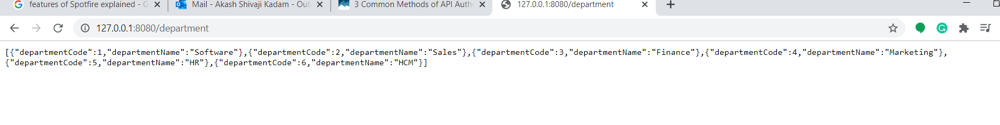 features of Spotfire explained - G
Mail - Akash Shivaji Kadam - Out
3 Common Methods of API Auth
127.0.0.1:8080/department
127.0.0.1:8080/department
[{"departmentCode":1,"departmentName":"Software"},{"departmentCode":2,"departmentName":"Sales"},{"departmentCode":3,"departmentName":"Finance"},{"departmentCode":4,"departmentName":"Marketing"},
{"departmentCode":5,"departmentName":"HR"},{"departmentCode":6,"departmentName":"HCM"}]